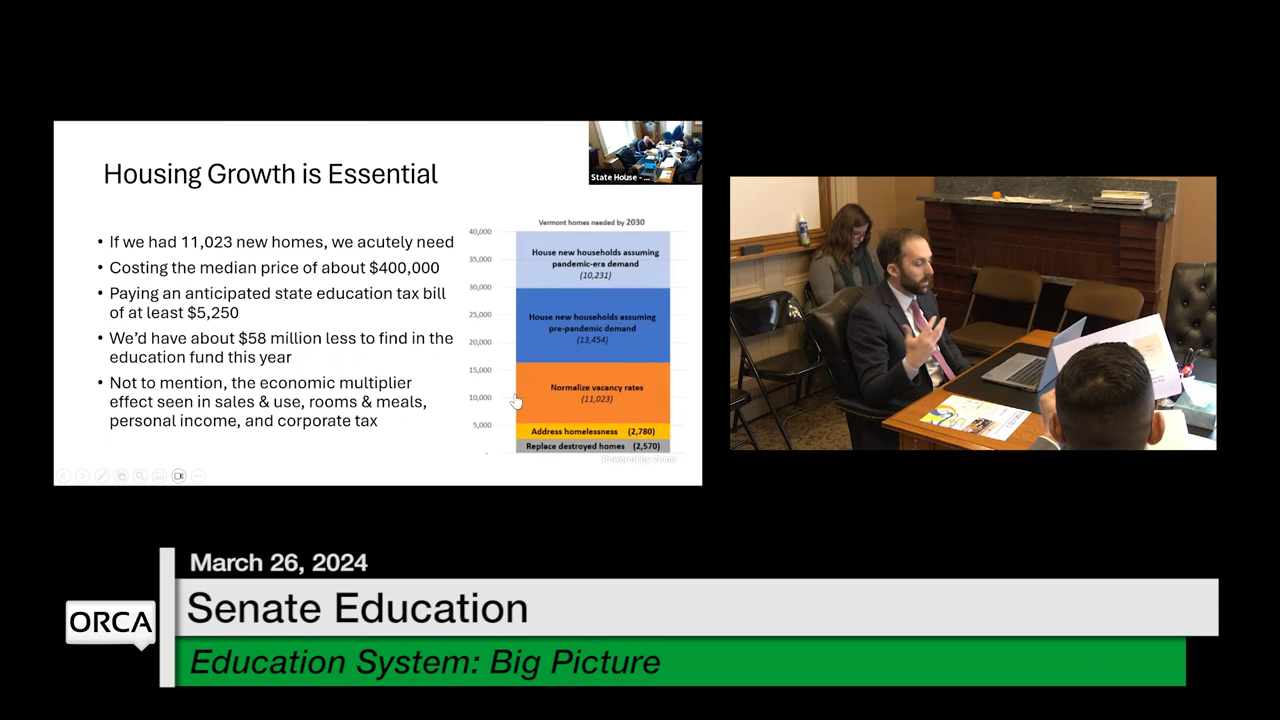 Housing Growth is Essential
State House - ...
• If we had 11,023 new homes, we acutely need
• Costing the median price of about $400,000
• Paying an anticipated state education tax bill
of at least $5,250
• We'd have about $58 million less to find in the
education fund this year
• Not to mention, the economic multiplier
effect seen in sales & use, rooms & meals,
personal income, and corporate tax
Vermont homes needed by 2030
40,000
35,000
30,000
25,000
20,000
15,000
10,000
5,000
-
House new households assuming
pandemic-era demand
(10,231)
House new households assuming
pre-pandemic demand
(13,454)
Normalize vacancy rates
(11,023)
Address homelessness (2,780)
Replace destroyed homes (2,570)
Powered by Zoom
March 26, 2024
ORCA
Senate Education
Education System: Big Picture